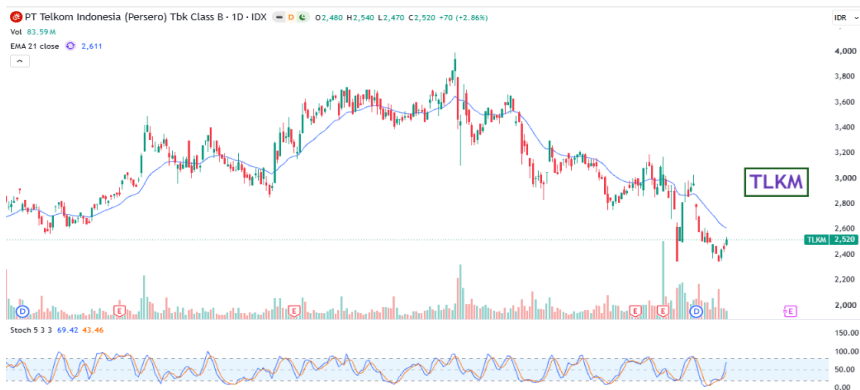 PT Telkom Indonesia (Persero) Tbk Class B · 1D · IDX D O2,480 H2,540 L2,470 C2,520 +70 (+2.86%) IDR
Vol 83.59 M
EMA 21 close 2,611
4,000
3,800
3,600
3,400
3,200
3,000
TLKM
2,800
2,600
TLKM 2,520
2,400
2,200
2,000
D E E E E D E
Stoch 5 3 3 69.42 43.46
150.00
100.00
50.00
0.00